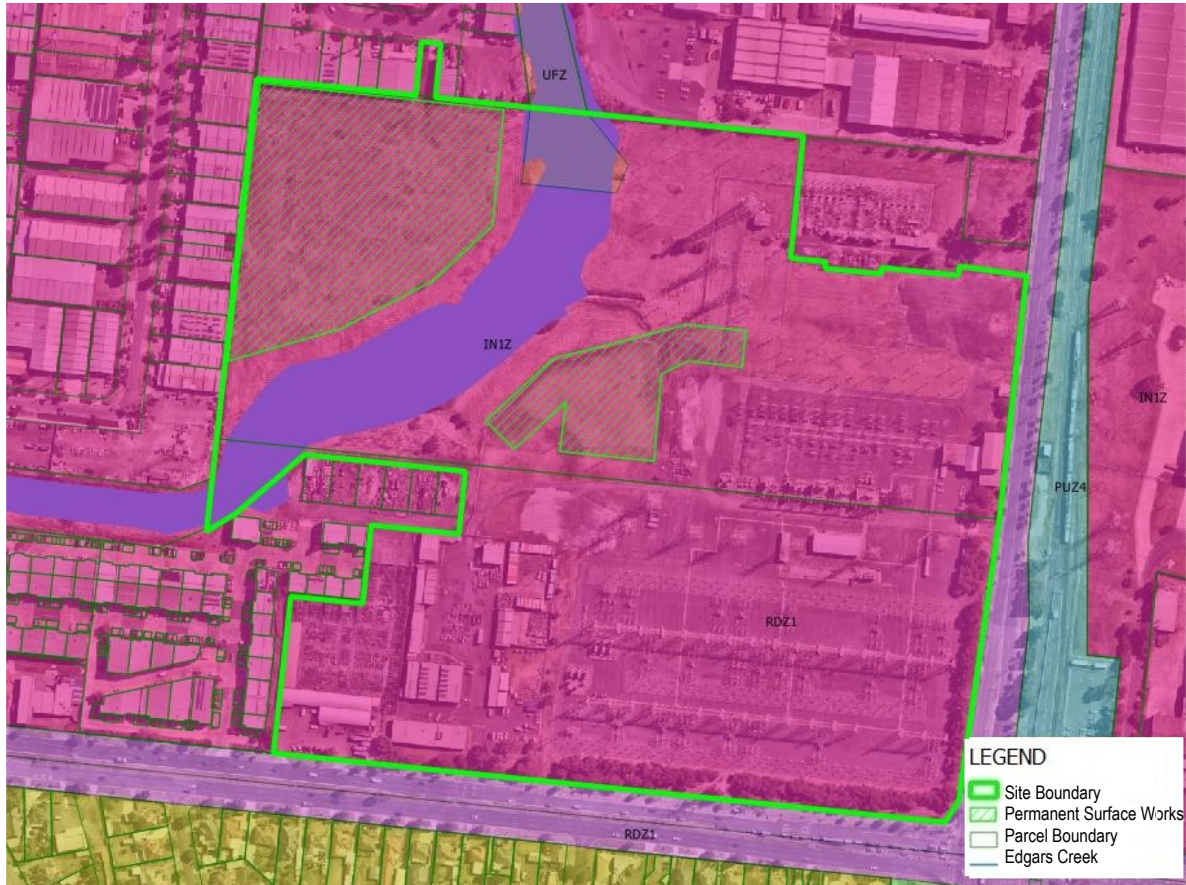 UFZ
IN1Z
IN1Z
PUZ4
RDZ1
RDZ1
LEGEND
Site Boundary
Permanent Surface Works
Parcel Boundary
Edgars Creek